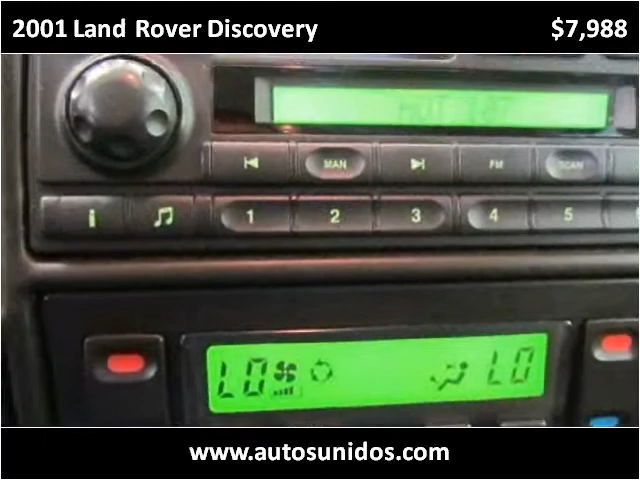 2001 Land Rover Discovery $7,988
MAN FM SCAN
i 1 2 3 4 5
LO LO
www.autosunidos.com